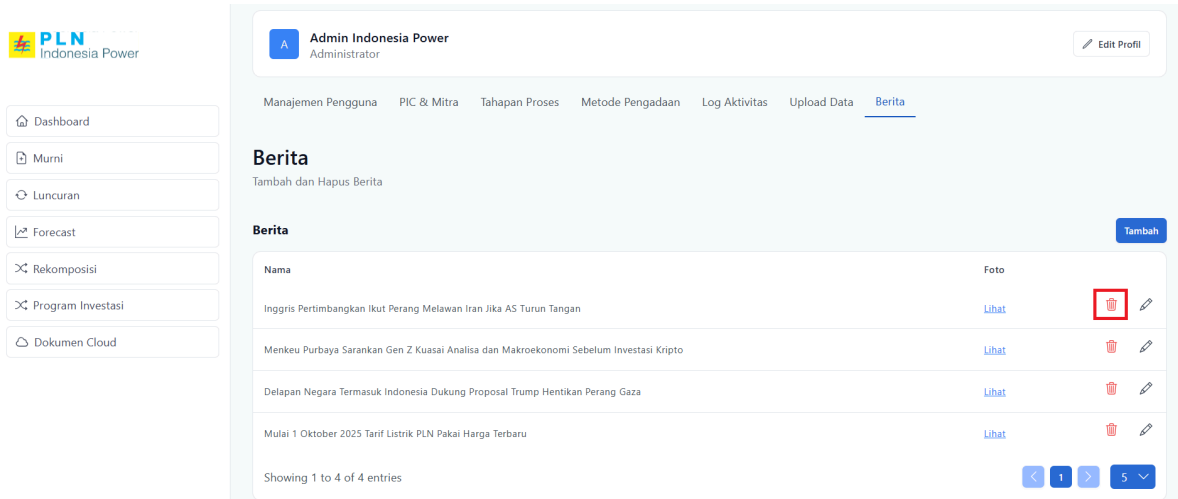 PLN
Indonesia Power
Dashboard
Murni
Luncuran
Forecast
Rekomposisi
Program Investasi
Dokumen Cloud
A
Admin Indonesia Power
Administrator
Edit Profil
Manajemen Pengguna PIC & Mitra Tahapan Proses Metode Pengadaan Log Aktivitas Upload Data Berita
Berita
Tambah dan Hapus Berita
Berita Tambah
Nama Foto
Inggris Pertimbangkan Ikut Perang Melawan Iran Jika AS Turun Tangan Lihat
Menkeu Purbaya Sarankan Gen Z Kuasai Analisa dan Makroekonomi Sebelum Investasi Kripto Lihat
Delapan Negara Termasuk Indonesia Dukung Proposal Trump Hentikan Perang Gaza Lihat
Mulai 1 Oktober 2025 Tarif Listrik PLN Pakai Harga Terbaru Lihat
Showing 1 to 4 of 4 entries < 1 > 5